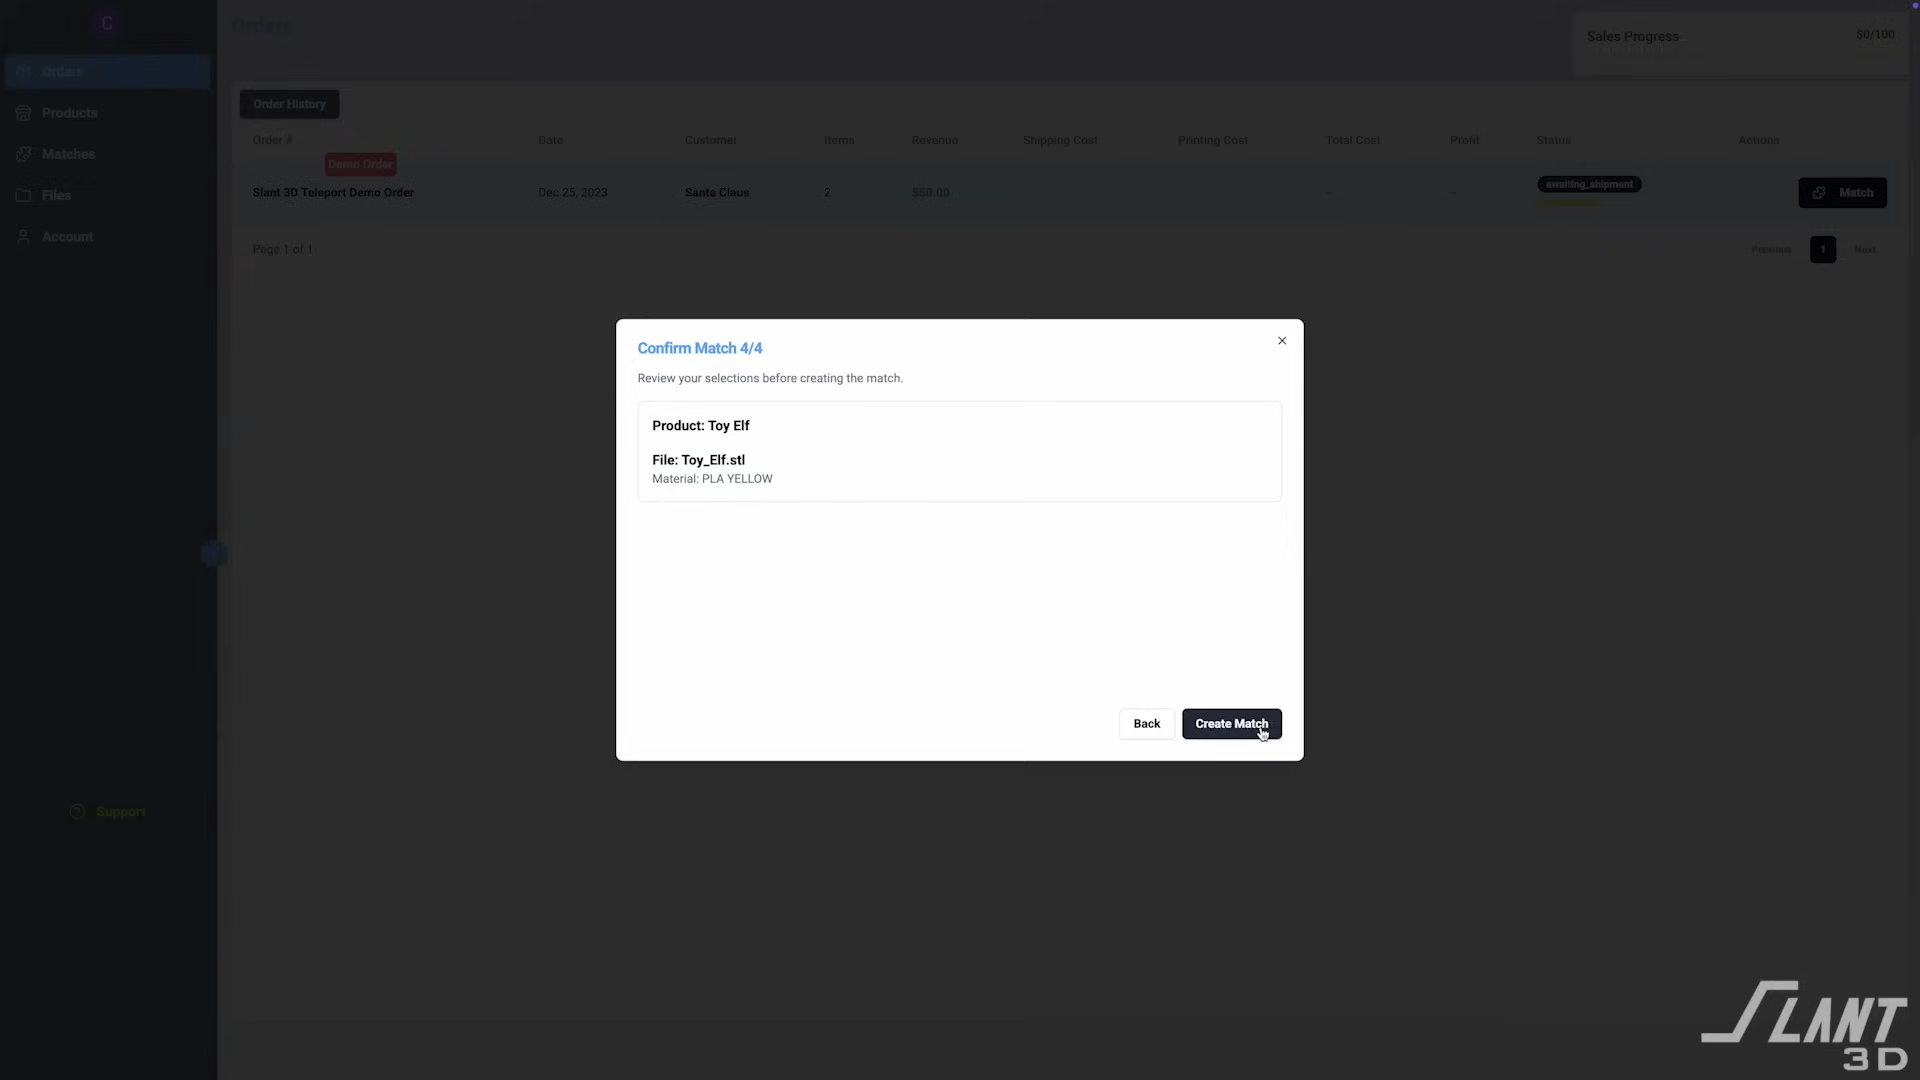 C
Orders
Sales Progress
$0/100
Orders
Products
Matches
Files
Account
Support
Order History
Order #
Date
Customer
Items
Revenue
Shipping Cost
Printing Cost
Total Cost
Profit
Status
Actions
Demo Order
Slant 3D Teleport Demo Order
Dec 25, 2023
Santa Claus
2
$50.00
-
-
awaiting_shipment
Match
Page 1 of 1
Previous
1
Next
Confirm Match 4/4
Review your selections before creating the match.
Product: Toy Elf
File: Toy_Elf.stl
Material: PLA YELLOW
Back
Create Match
SLANT
3D